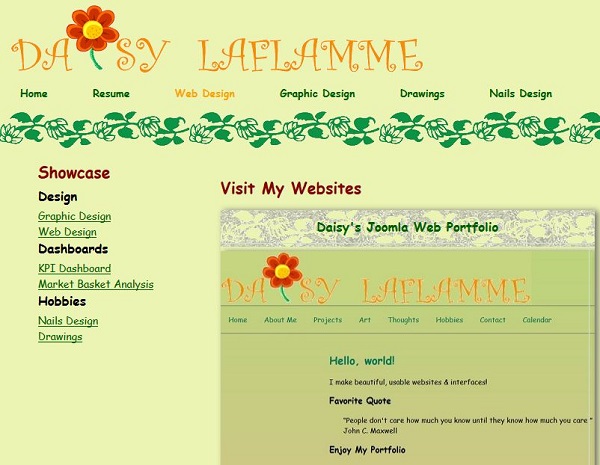 DAISY LAFLAMME
Home Resume Web Design Graphic Design Drawings Nails Design
Showcase
Design
Graphic Design
Web Design
Dashboards
KPI Dashboard
Market Basket Analysis
Hobbies
Nails Design
Drawings
Visit My Websites
Daisy's Joomla Web Portfolio
DAISY LAFLAMME
Home About Me Projects Art Thoughts Hobbies Contact Calendar
Hello, world!
I make beautiful, usable websites & interfaces!
Favorite Quote
"People don't care how much you know until they know how much you care "
John C. Maxwell
Enjoy My Portfolio